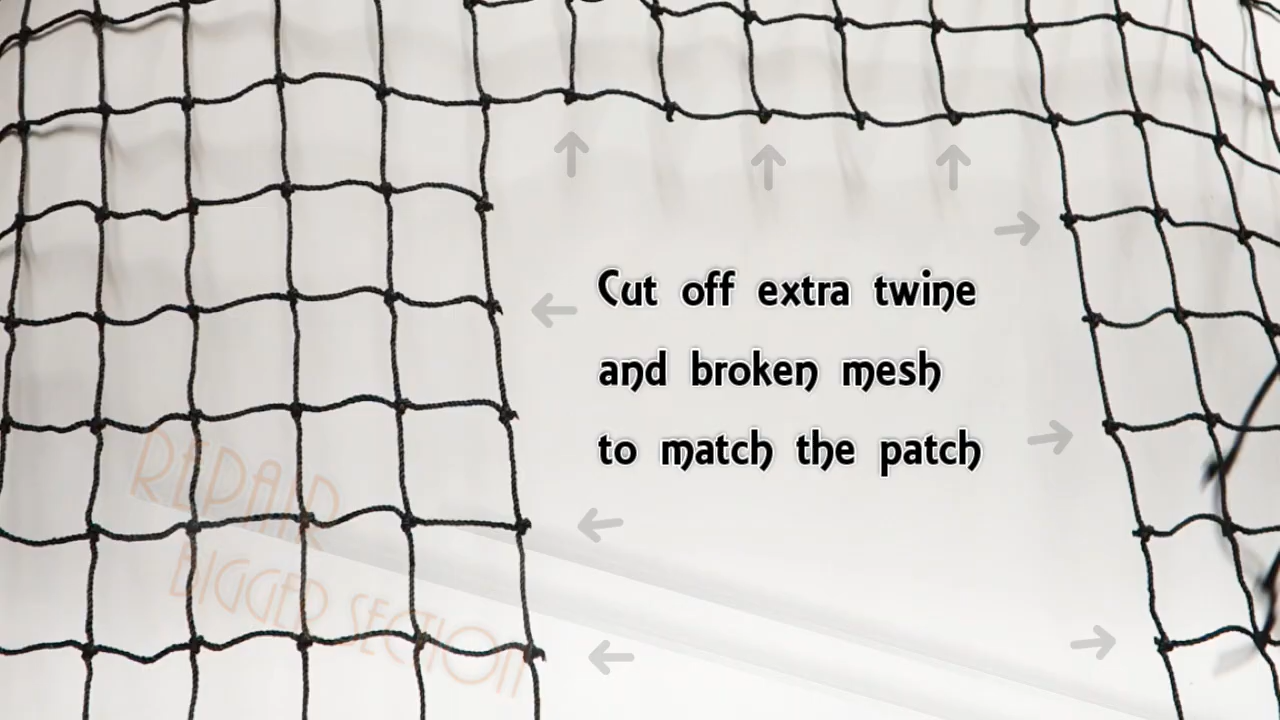 Cut off extra twine
and broken mesh
to match the patch
REPAIR
BIGGER SECTION